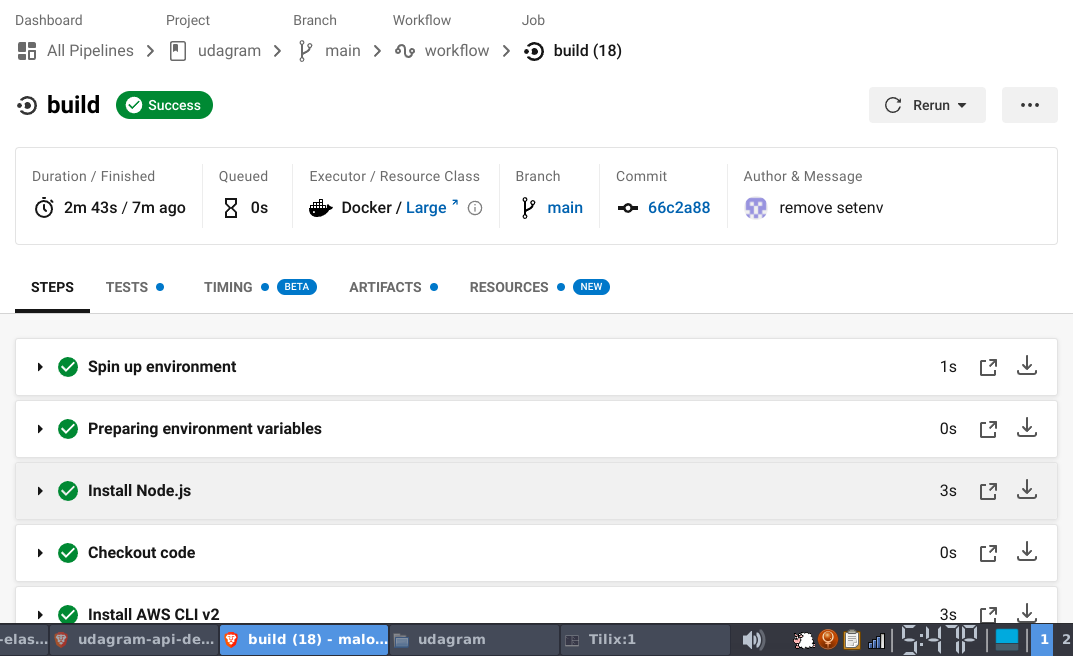 Dashboard Project Branch Workflow Job
All Pipelines udagram main workflow build (18)
build Success Rerun
Duration / Finished Queued Executor / Resource Class Branch Commit Author & Message
2m 43s / 7m ago 0s Docker / Large main 66c2a88 remove setenv
STEPS TESTS TIMING BETA ARTIFACTS RESOURCES NEW
Spin up environment 1s
Preparing environment variables 0s
Install Node.js 3s
Checkout code 0s
Install AWS CLI v2 3s
-elas... udagram-api-de... build (18) - malo... udagram Tilix:1 5:47P 1 2